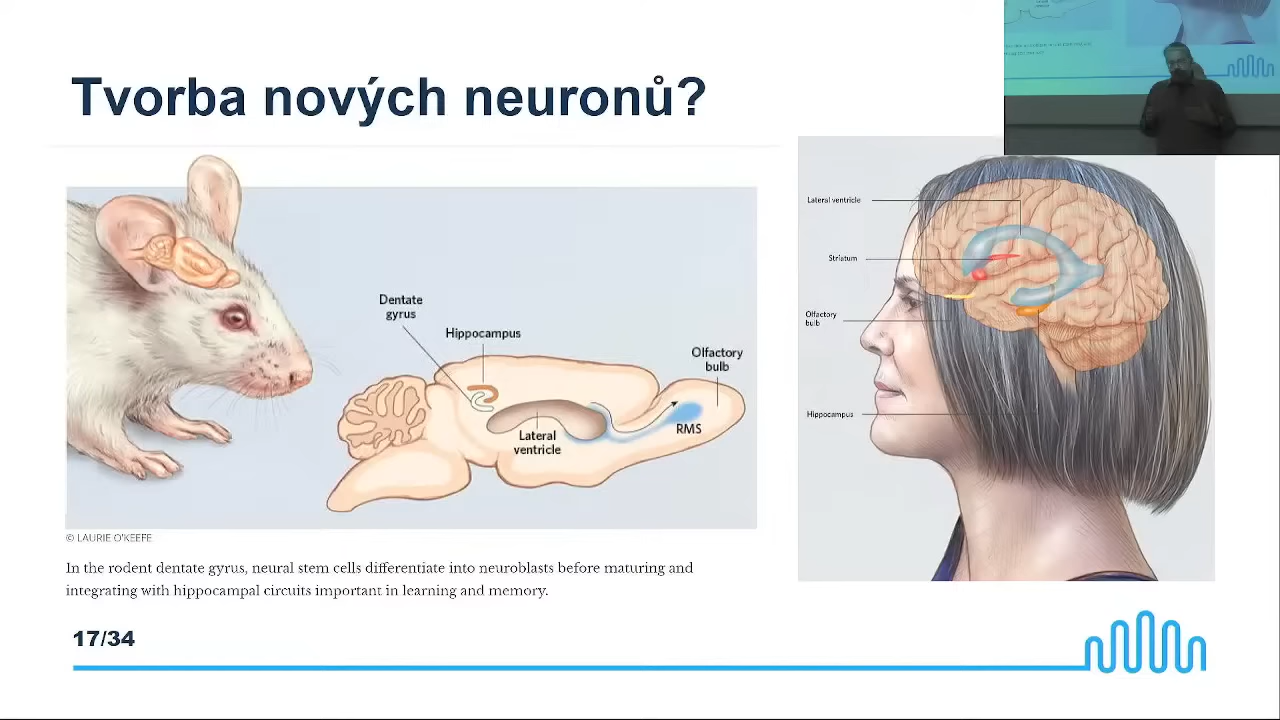 Tvorba nových neuronů?
Dentate
gyrus
Hippocampus
Olfactory
bulb
RMS
Lateral
ventricle
© LAURIE O'KEEFE
In the rodent dentate gyrus, neural stem cells differentiate into neuroblasts before maturing and
integrating with hippocampal circuits important in learning and memory.
Lateral ventricle
Striatum
Olfactory
bulb
Hippocampus
17/34